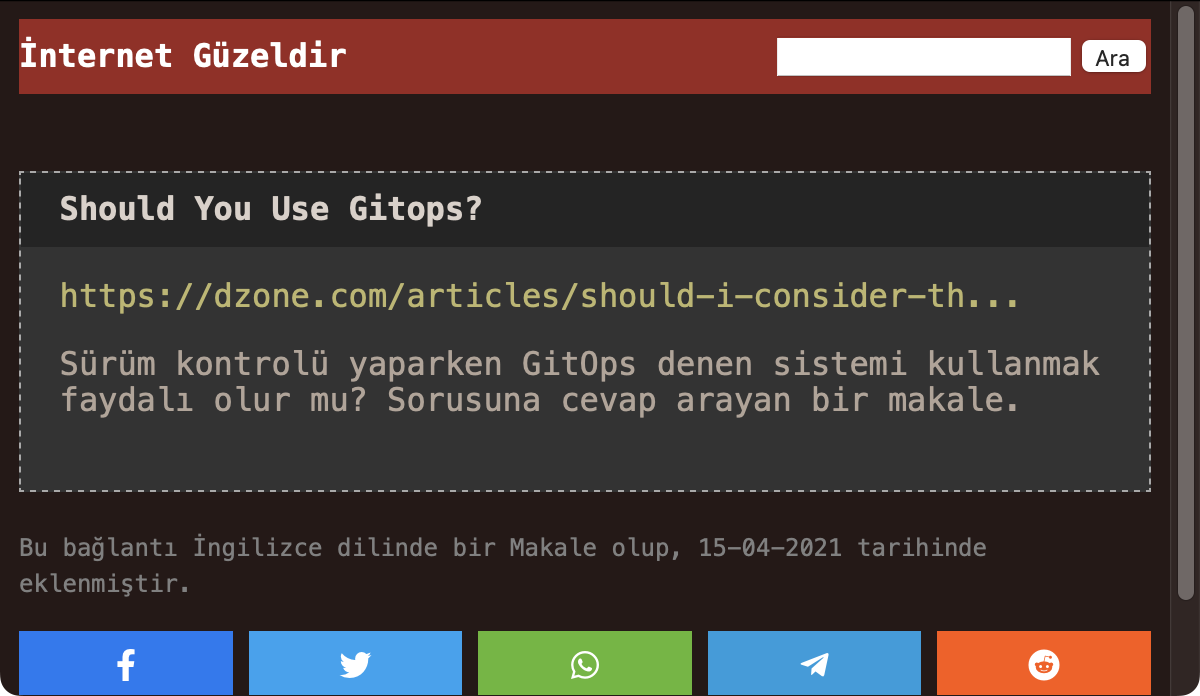 İnternet Güzeldir
Ara
Should You Use Gitops?
https://dzone.com/articles/should-i-consider-th...
Sürüm kontrolü yaparken GitOps denen sistemi kullanmak
faydalı olur mu? Sorusuna cevap arayan bir makale.
Bu bağlantı İngilizce dilinde bir Makale olup, 15-04-2021 tarihinde
eklenmiştir.